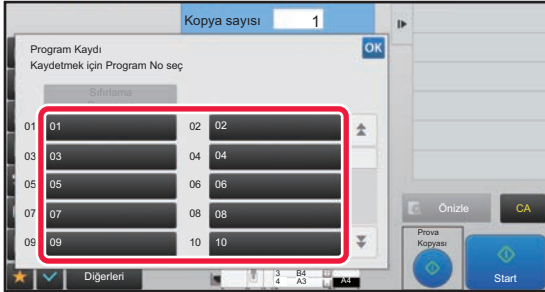 Kopya sayısı 1
Program Kaydı
OK
Kaydetmek için Program No seç
Sıfırlama
01 01 02 02
03 03 04 04
05 05 06 06
07 07 08 08
09 09 10 10
Önizle CA
Prova
Kopyası
Start
Diğerleri
3 B4
4 A3
A4